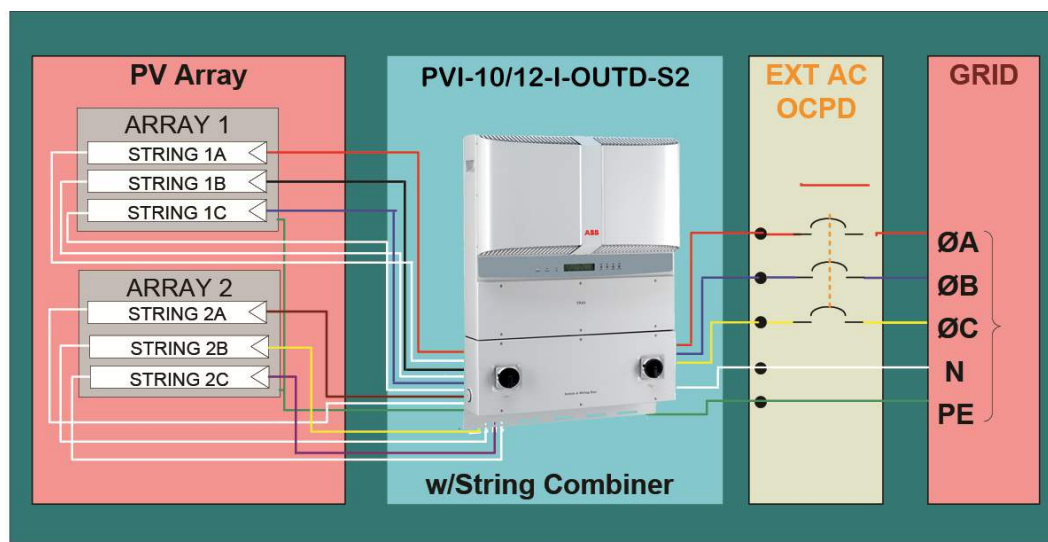 PV Array
ARRAY 1
STRING 1A
STRING 1B
STRING 1C
ARRAY 2
STRING 2A
STRING 2B
STRING 2C
PVI-10/12-I-OUTD-S2
ABB
w/String Combiner
EXT AC
OCPD
GRID
ØA
ØB
ØC
N
PE